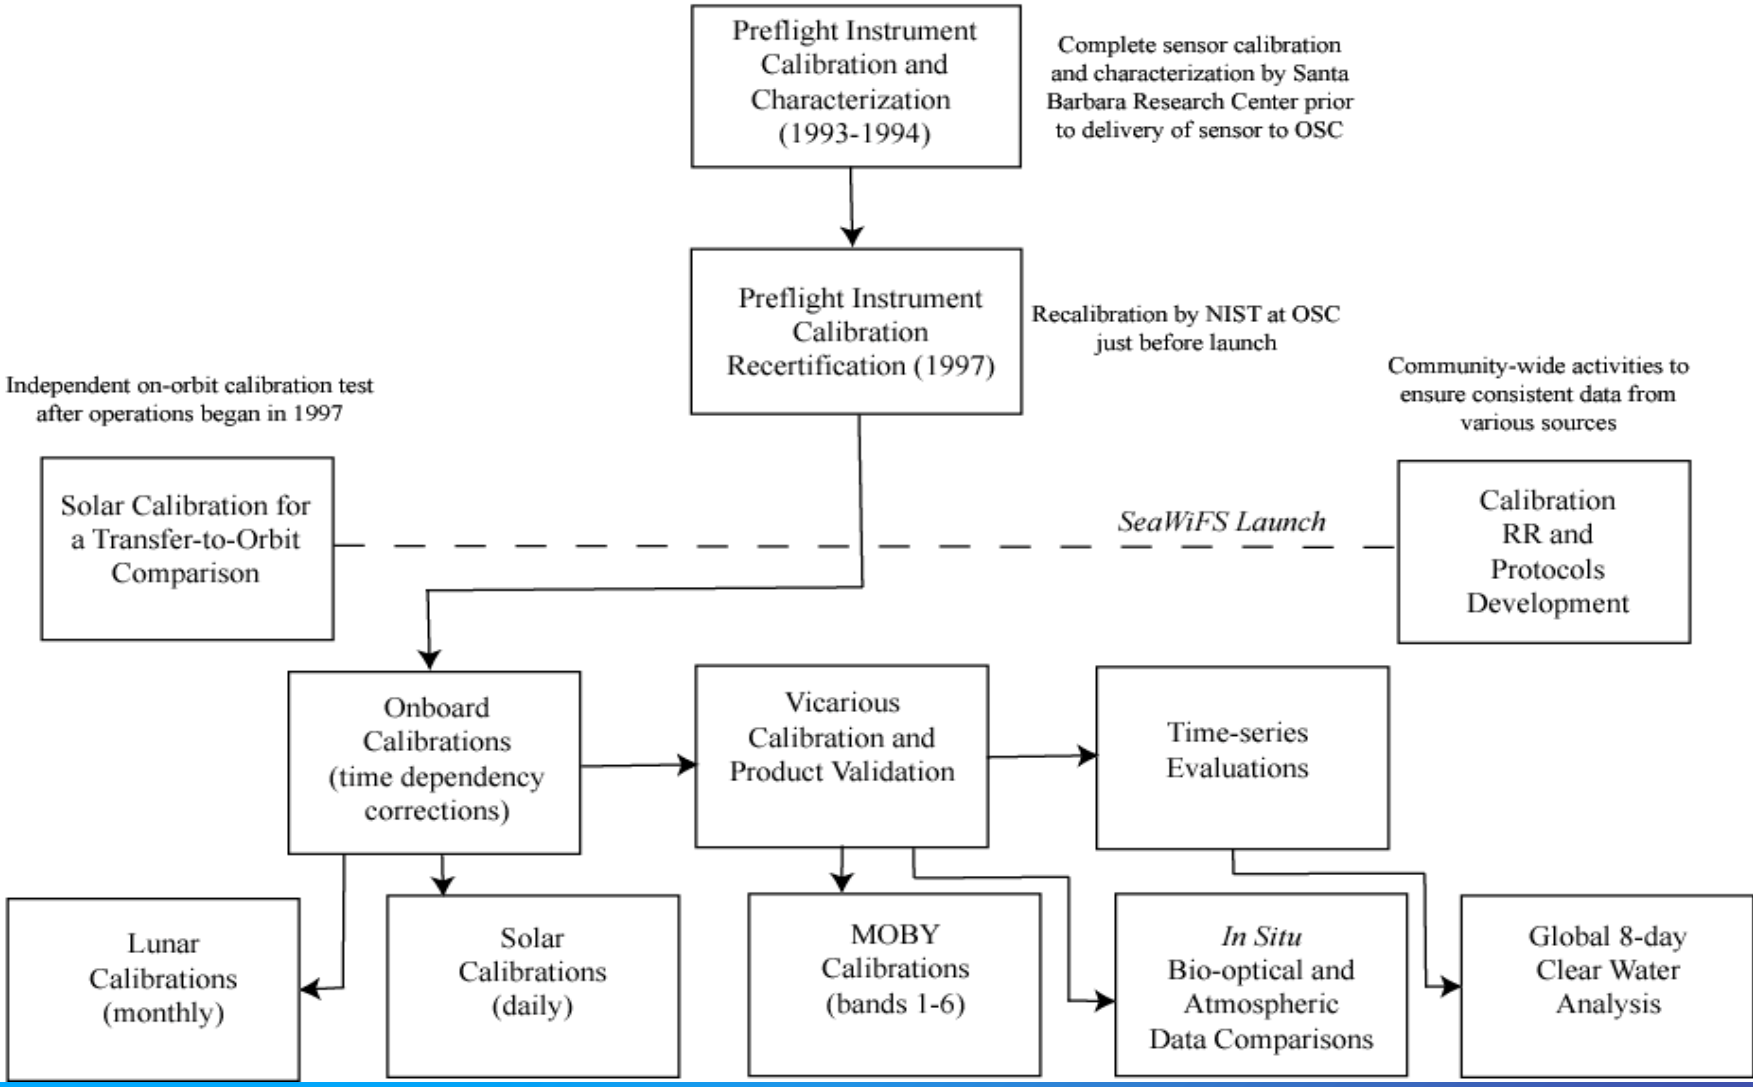 Preflight Instrument
Calibration and
Characterization
(1993-1994)
Complete sensor calibration
and characterization by Santa
Barbara Research Center prior
to delivery of sensor to OSC
Preflight Instrument
Calibration
Recertification (1997)
Recalibration by NIST at OSC
just before launch
Independent on-orbit calibration test
after operations began in 1997
Community-wide activities to
ensure consistent data from
various sources
Solar Calibration for
a Transfer-to-Orbit
Comparison
SeaWiFS Launch
Calibration
RR and
Protocols
Development
Onboard
Calibrations
(time dependency
corrections)
Vicarious
Calibration and
Product Validation
Time-series
Evaluations
Lunar
Calibrations
(monthly)
Solar
Calibrations
(daily)
MOBY
Calibrations
(bands 1-6)
In Situ
Bio-optical and
Atmospheric
Data Comparisons
Global 8-day
Clear Water
Analysis